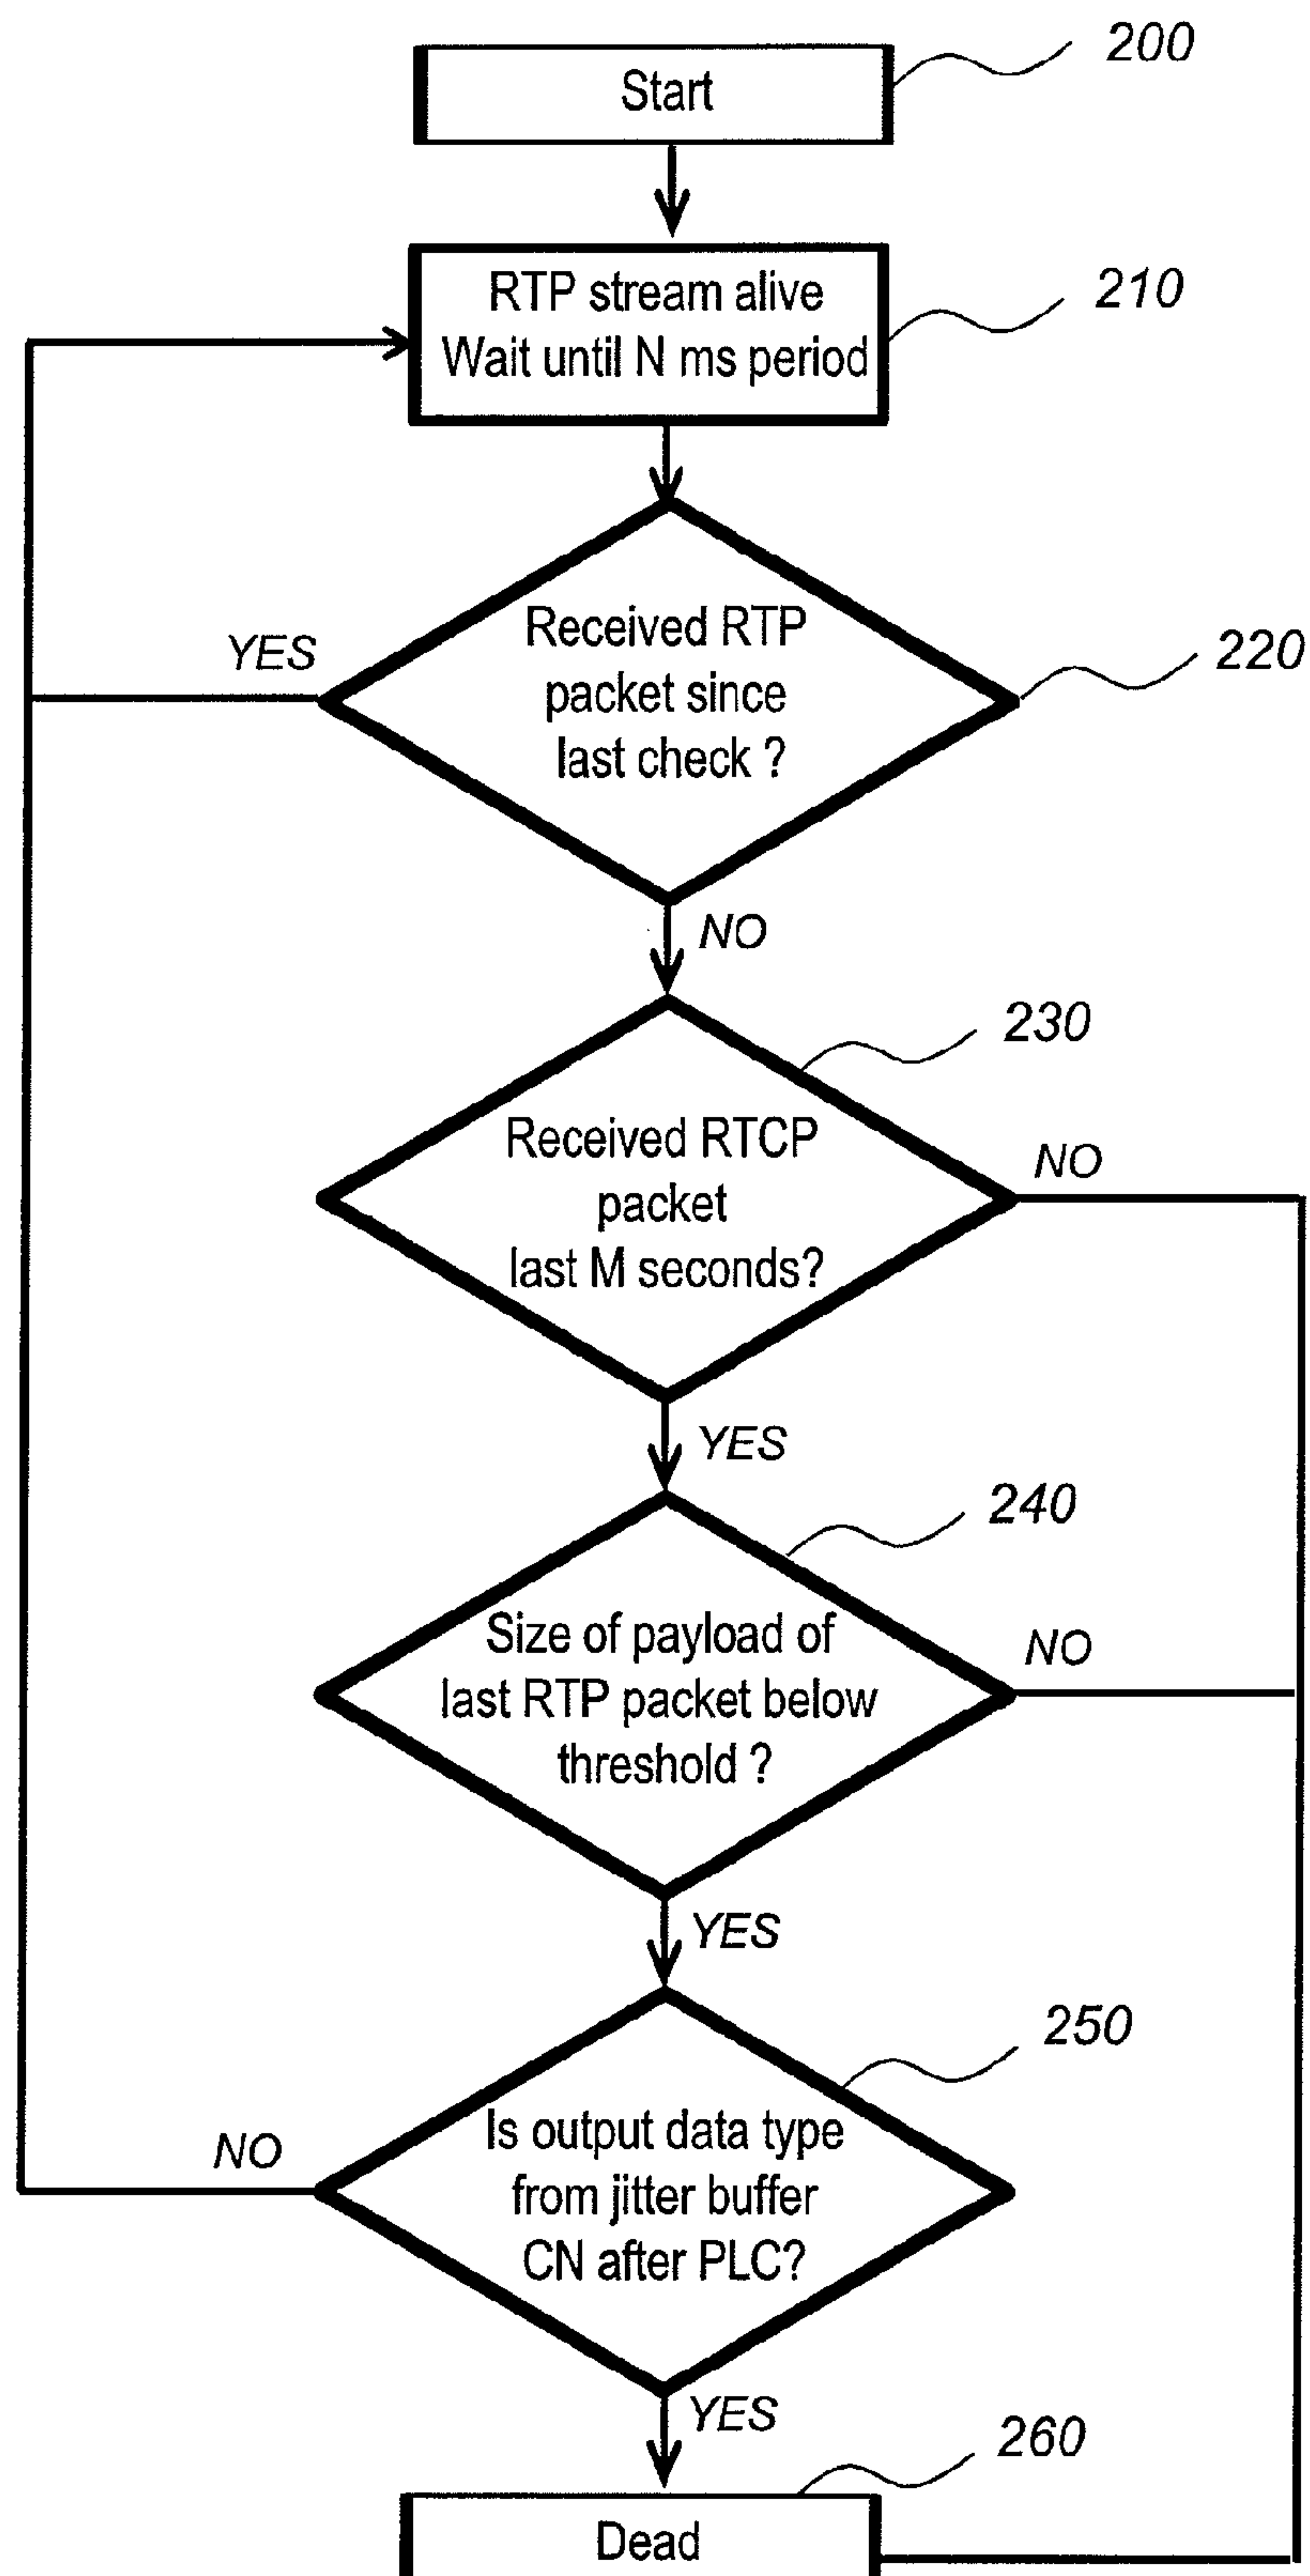 200
Start
210
RTP stream alive
Wait until N ms period
YES
Received RTP
packet since
last check ?
220
NO
230
Received RTCP
packet
last M seconds?
NO
YES
240
Size of payload of
last RTP packet below
threshold ?
NO
YES
250
Is output data type
from jitter buffer
CN after PLC?
NO
YES
260
Dead